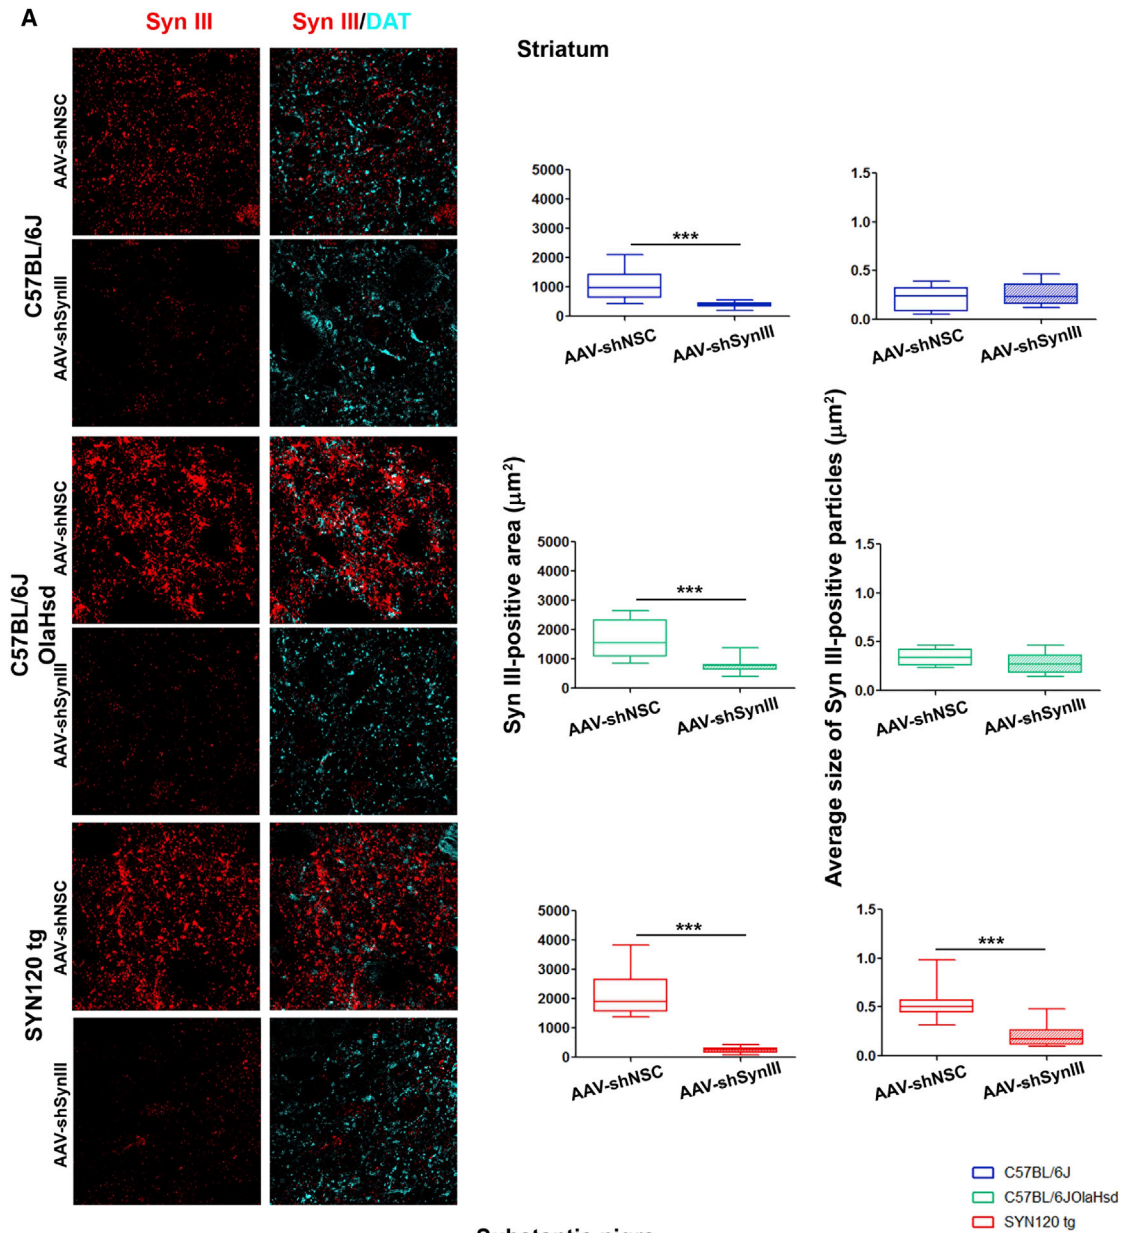 A
Syn III
Syn III/DAT
Striatum
C57BL/6J
AAV-shNSC
AAV-shSynIII
C57BL/6J
OlaHsd
AAV-shNSC
AAV-shSynIII
SYN120 tg
AAV-shNSC
AAV-shSynIII
Syn III-positive area (μm²)
5000
4000
3000
2000
1000
0
***
AAV-shNSC
AAV-shSynIII
5000
4000
3000
2000
1000
0
***
AAV-shNSC
AAV-shSynIII
5000
4000
3000
2000
1000
0
***
AAV-shNSC
AAV-shSynIII
Average size of Syn III-positive particles (μm²)
1.5
1.0
0.5
0.0
AAV-shNSC
AAV-shSynIII
1.5
1.0
0.5
0.0
AAV-shNSC
AAV-shSynIII
1.5
1.0
0.5
0.0
***
AAV-shNSC
AAV-shSynIII
C57BL/6J
C57BL/6JOlaHsd
SYN120 tg